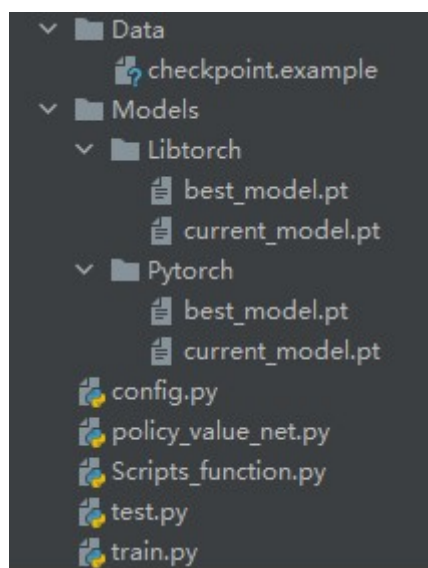 Data
checkpoint.example
Models
Libtorch
best_model.pt
current_model.pt
Pytorch
best_model.pt
current_model.pt
config.py
policy_value_net.py
Scripts_function.py
test.py
train.py